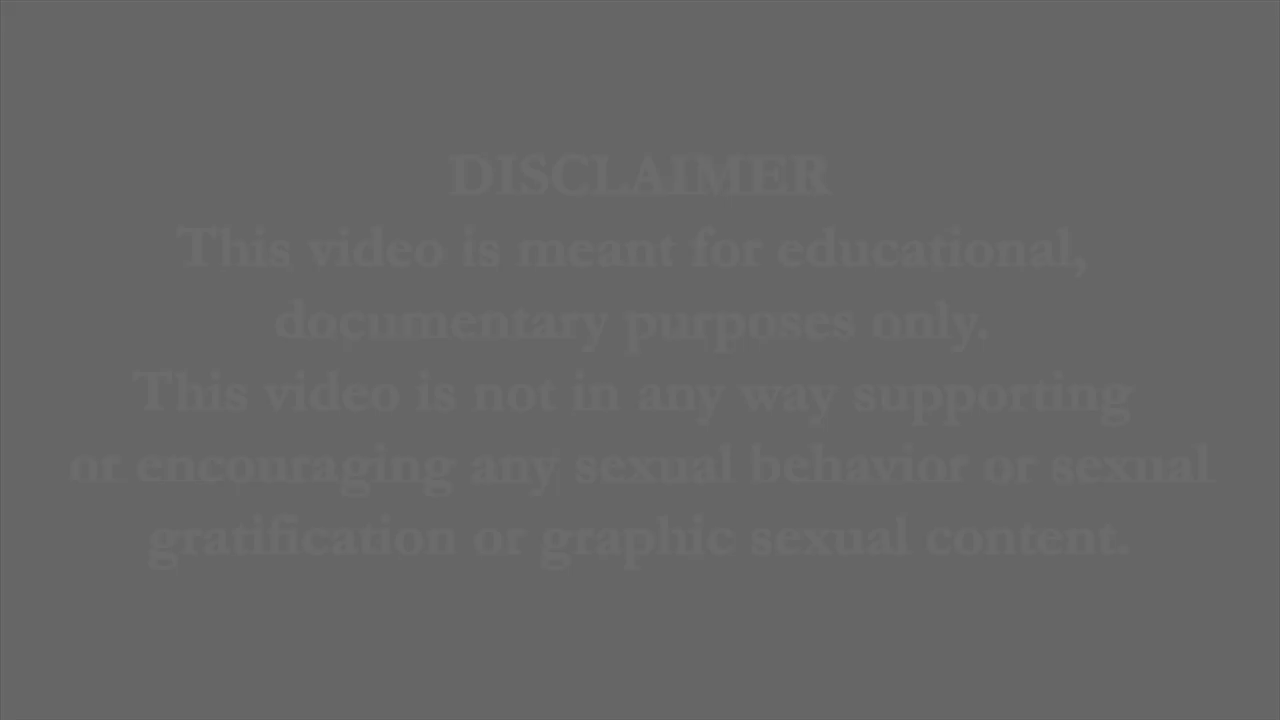 DISCLAIMER
This video is meant for educational,
documentary purposes only.
This video is not in any way supporting
or encouraging any sexual behavior or sexual
gratification or graphic sexual content.